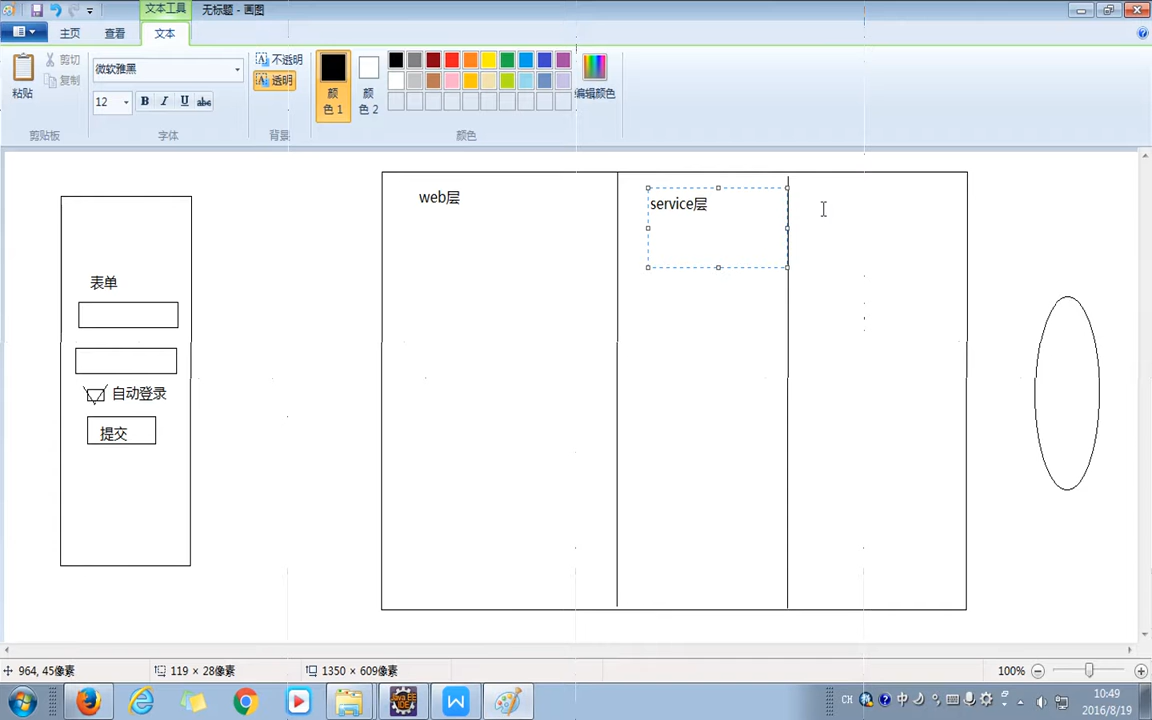 文本工具
无标题 - 画图
主页
查看
文本
粘贴
剪切
复制
剪贴板
微软雅黑
12
B I U abc
字体
A 不透明
A 透明
背景
颜色 1
颜色 2
编辑颜色
颜色
web层
service层
表单
自动登录
提交
964, 45像素
119 × 28像素
1350 × 609像素
100%
Java EE IDE
W
CH
中
10:49
2016/8/19